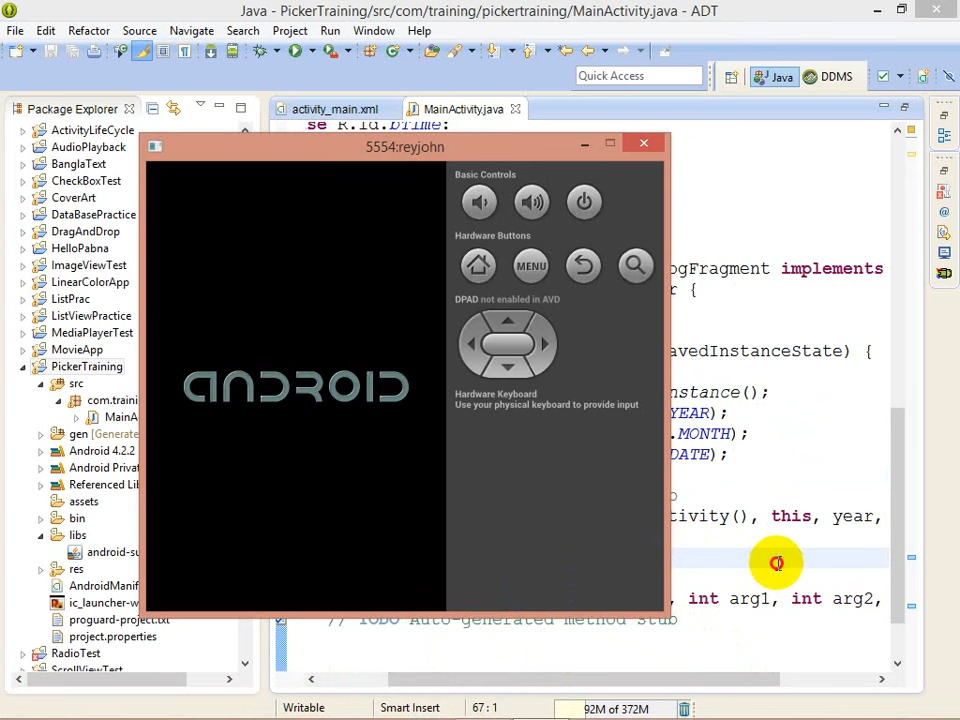 Java - PickerTraining/src/com/training/pickertraining/MainActivity.java - ADT
File Edit Refactor Source Navigate Search Project Run Window Help
Quick Access
Java
DDMS
Package Explorer
activity_main.xml
MainActivity.java
ActivityLifeCycle
AudioPlayback
BanglaText
CheckBoxTest
CoverArt
DataBasePractice
DragAndDrop
HelloPabna
ImageViewTest
LinearColorApp
ListPrac
ListViewPractice
MediaPlayerTest
MovieApp
PickerTraining
src
com.traini
MainA
gen [Generate
Android 4.2.2
Android Privat
Referenced Lib
assets
bin
libs
android-su
res
AndroidManif
ic_launcher-w
proguard-project.txt
project.properties
RadioTest
ScrollViewTest
se R.id.bTime:
5554:reyjohn
ANDROID
Basic Controls
Hardware Buttons
MENU
DPAD not enabled in AVD
Hardware Keyboard
Use your physical keyboard to provide input
ogFragment implements
r {
avedInstanceState) {
nstance();
YEAR);
.MONTH);
DATE);
tivity(), this, year,
, int arg1, int arg2,
// TODO Auto-generated method stub
Writable
Smart Insert
67 : 1
92M of 372M